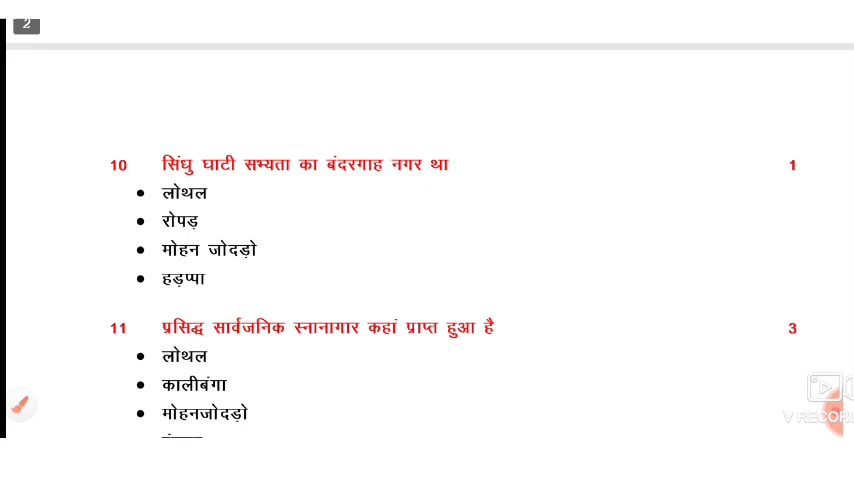 2
10 सिंघु घाटी सभ्यता का बंदरगाह नगर था 1
• लोथल
• रोपड़
• मोहन जोदड़ो
• हड़प्पा
11 प्रसिद्ध सार्वजनिक स्नानागार कहां प्राप्त हुआ है 3
• लोथल
• कालीबंगा
• मोहनजोदड़ो
V RECOR